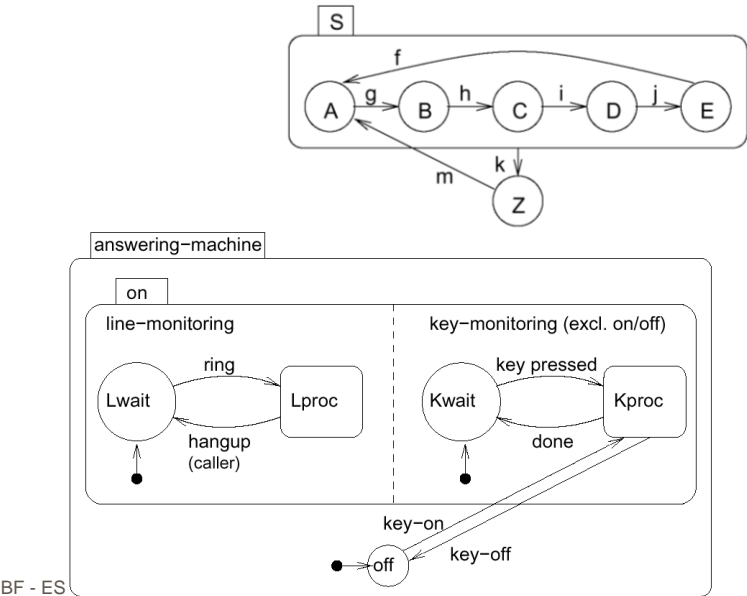 S
f
A g B h C i D j E
k
m
Z
answering−machine
on
line−monitoring
key−monitoring (excl. on/off)
ring
key pressed
Lwait
Lproc
Kwait
Kproc
hangup
(caller)
done
key−on
key−off
off
BF - ES